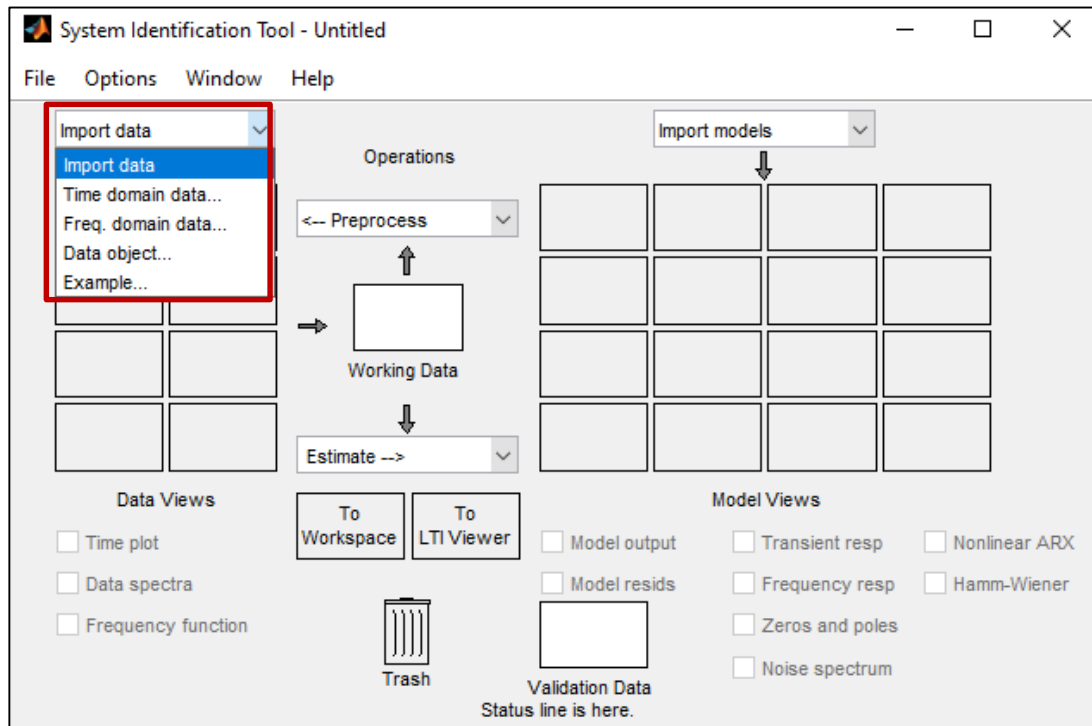 System Identification Tool - Untitled
File Options Window Help
Import data
Import data
Time domain data...
Freq. domain data...
Data object...
Example...
Operations
Import models
<-- Preprocess
Working Data
Estimate -->
Data Views
To
Workspace
To
LTI Viewer
Model Views
Time plot
Data spectra
Frequency function
Model output
Model resids
Transient resp
Frequency resp
Zeros and poles
Noise spectrum
Nonlinear ARX
Hamm-Wiener
Trash
Validation Data
Status line is here.